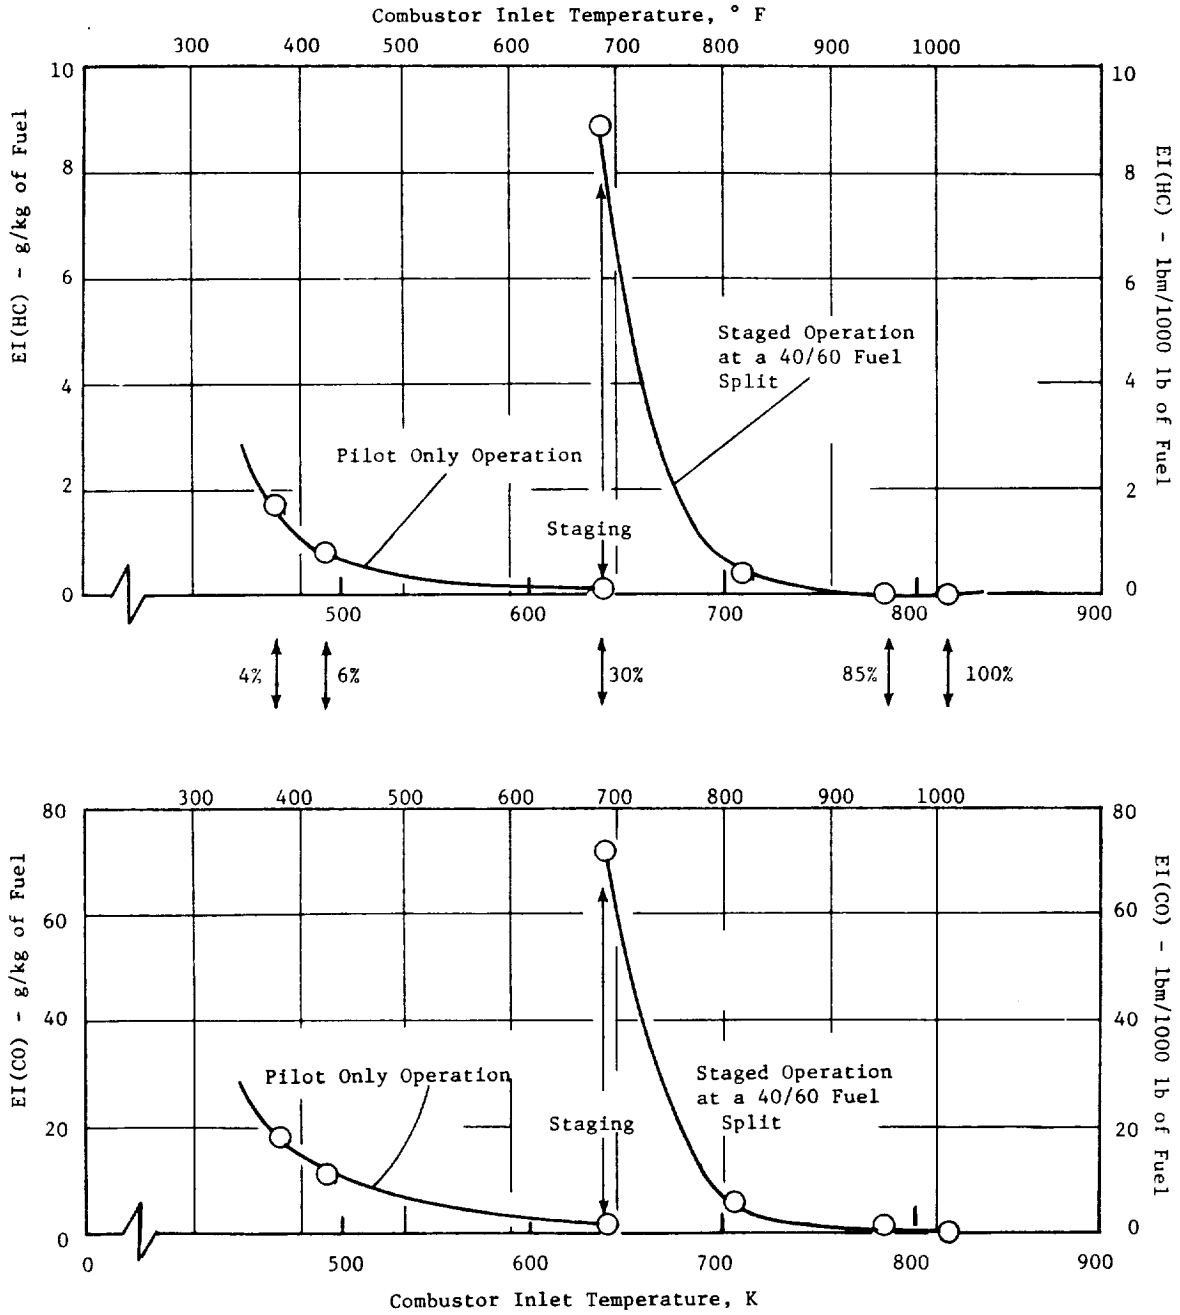 Combustor Inlet Temperature, ° F
300 400 500 600 700 800 900 1000
10 10
8 8
6 6
4 4
2 2
0 0
EI(HC) - g/kg of Fuel
EI(HC) - lbm/1000 lb of Fuel
Staged Operation
at a 40/60 Fuel
Split
Pilot Only Operation
Staging
500 600 700 800 900
4% 6% 30% 85% 100%
300 400 500 600 700 800 900 1000
80 80
60 60
40 40
20 20
0 0
EI(CO) - g/kg of Fuel
EI(CO) - lbm/1000 lb of Fuel
Pilot Only Operation
Staged Operation
at a 40/60 Fuel
Split
Staging
0 500 600 700 800 900
Combustor Inlet Temperature, K